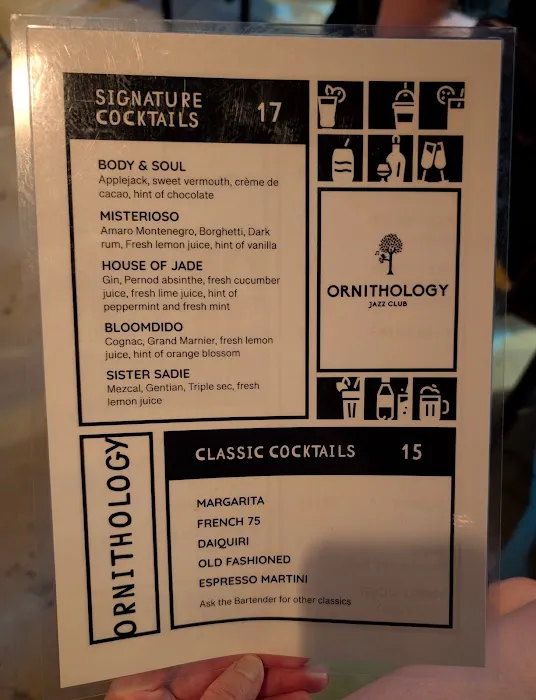 SIGNATURE
COCKTAILS 17
BODY & SOUL
Applejack, sweet vermouth, crème de
cacao, hint of chocolate
MISTERIOSO
Amaro Montenegro, Borghetti, Dark
rum, Fresh lemon juice, hint of vanilla
HOUSE OF JADE
Gin, Pernod absinthe, fresh cucumber
juice, fresh lime juice, hint of
peppermint and fresh mint
BLOOMDIDO
Cognac, Grand Marnier, fresh lemon
juice, hint of orange blossom
SISTER SADIE
Mezcal, Gentian, Triple sec, fresh
lemon juice
ORNITHOLOGY
JAZZ CLUB
ORNITHOLOGY
CLASSIC COCKTAILS 15
MARGARITA
FRENCH 75
DAIQUIRI
OLD FASHIONED
ESPRESSO MARTINI
Ask the Bartender for other classics